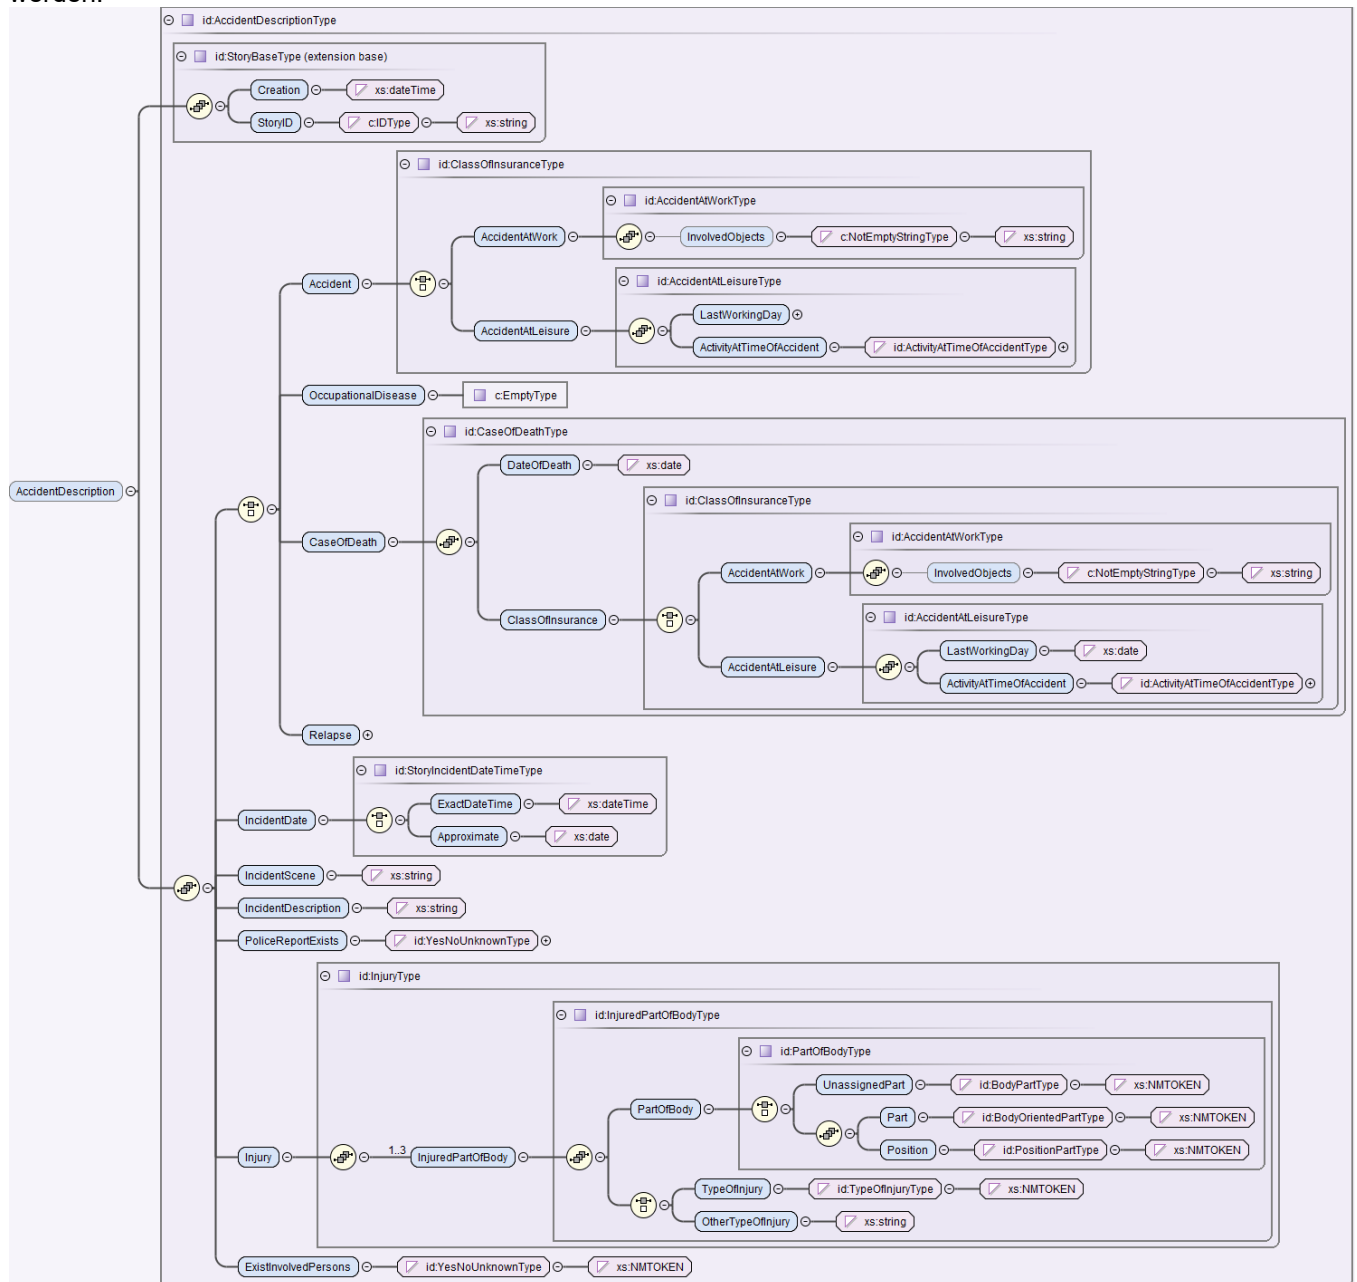 werden.
id:AccidentDescriptionType
id:StoryBaseType (extension base)
Creation xs:dateTime
StoryID c:IDType xs:string
id:ClassOfInsuranceType
id:AccidentAtWorkType
AccidentAtWork InvolvedObjects c:NotEmptyStringType xs:string
id:AccidentAtLeisureType
Accident
LastWorkingDay
AccidentAtLeisure
ActivityAtTimeOfAccident id:ActivityAtTimeOfAccidentType
OccupationalDisease c:EmptyType
id:CaseOfDeathType
DateOfDeath xs:date
AccidentDescription
id:ClassOfInsuranceType
id:AccidentAtWorkType
CaseOfDeath
AccidentAtWork InvolvedObjects c:NotEmptyStringType xs:string
id:AccidentAtLeisureType
ClassOfInsurance
LastWorkingDay xs:date
AccidentAtLeisure
ActivityAtTimeOfAccident id:ActivityAtTimeOfAccidentType
Relapse
id:StoryIncidentDateTimeType
ExactDateTime xs:dateTime
IncidentDate
Approximate xs:date
IncidentScene xs:string
IncidentDescription xs:string
PoliceReportExists id:YesNoUnknownType
id:InjuryType
id:InjuredPartOfBodyType
id:PartOfBodyType
UnassignedPart id:BodyPartType xs:NMTOKEN
PartOfBody
Part id:BodyOrientedPartType xs:NMTOKEN
Position id:PositionPartType xs:NMTOKEN
Injury 1..3 InjuredPartOfBody
TypeOfInjury id:TypeOfInjuryType xs:NMTOKEN
OtherTypeOfInjury xs:string
ExistInvolvedPersons id:YesNoUnknownType xs:NMTOKEN